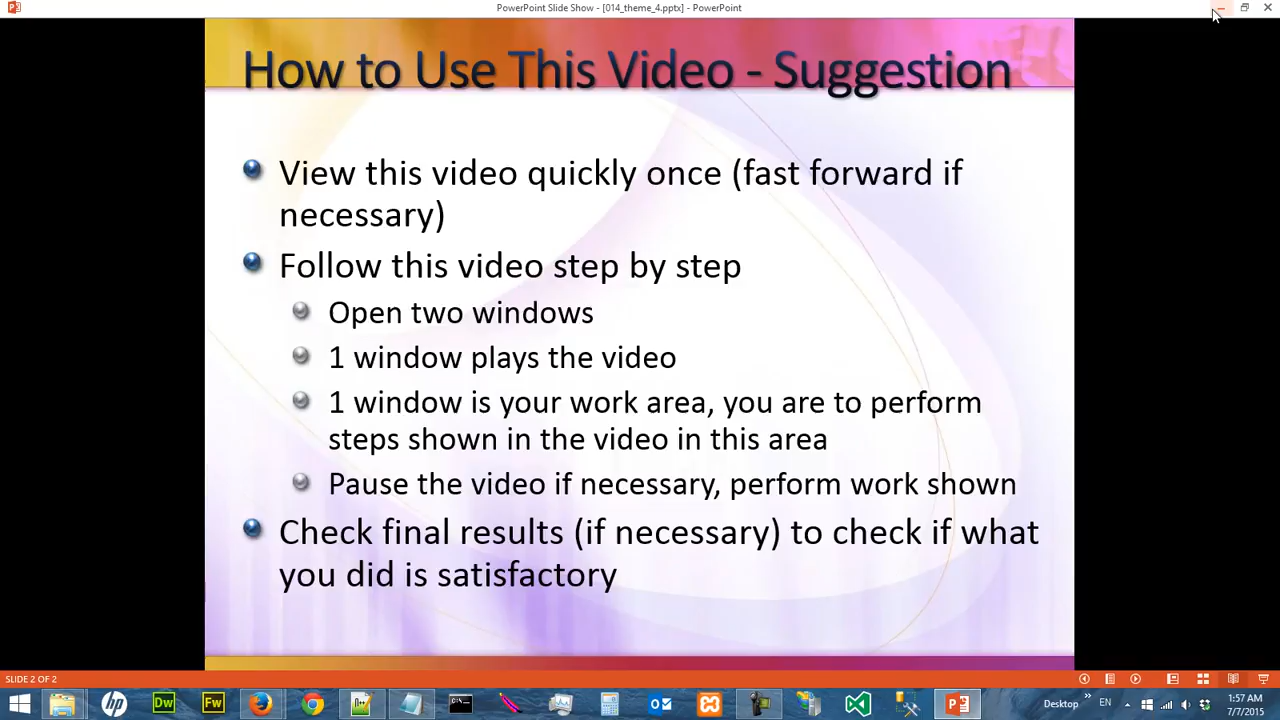 PowerPoint Slide Show - [014_theme_4.pptx] - PowerPoint
How to Use This Video - Suggestion
View this video quickly once (fast forward if
necessary)
Follow this video step by step
Open two windows
1 window plays the video
1 window is your work area, you are to perform
steps shown in the video in this area
Pause the video if necessary, perform work shown
Check final results (if necessary) to check if what
you did is satisfactory
SLIDE 2 OF 2
hp
Dw
Fw
Desktop
EN
1:57 AM
7/7/2015